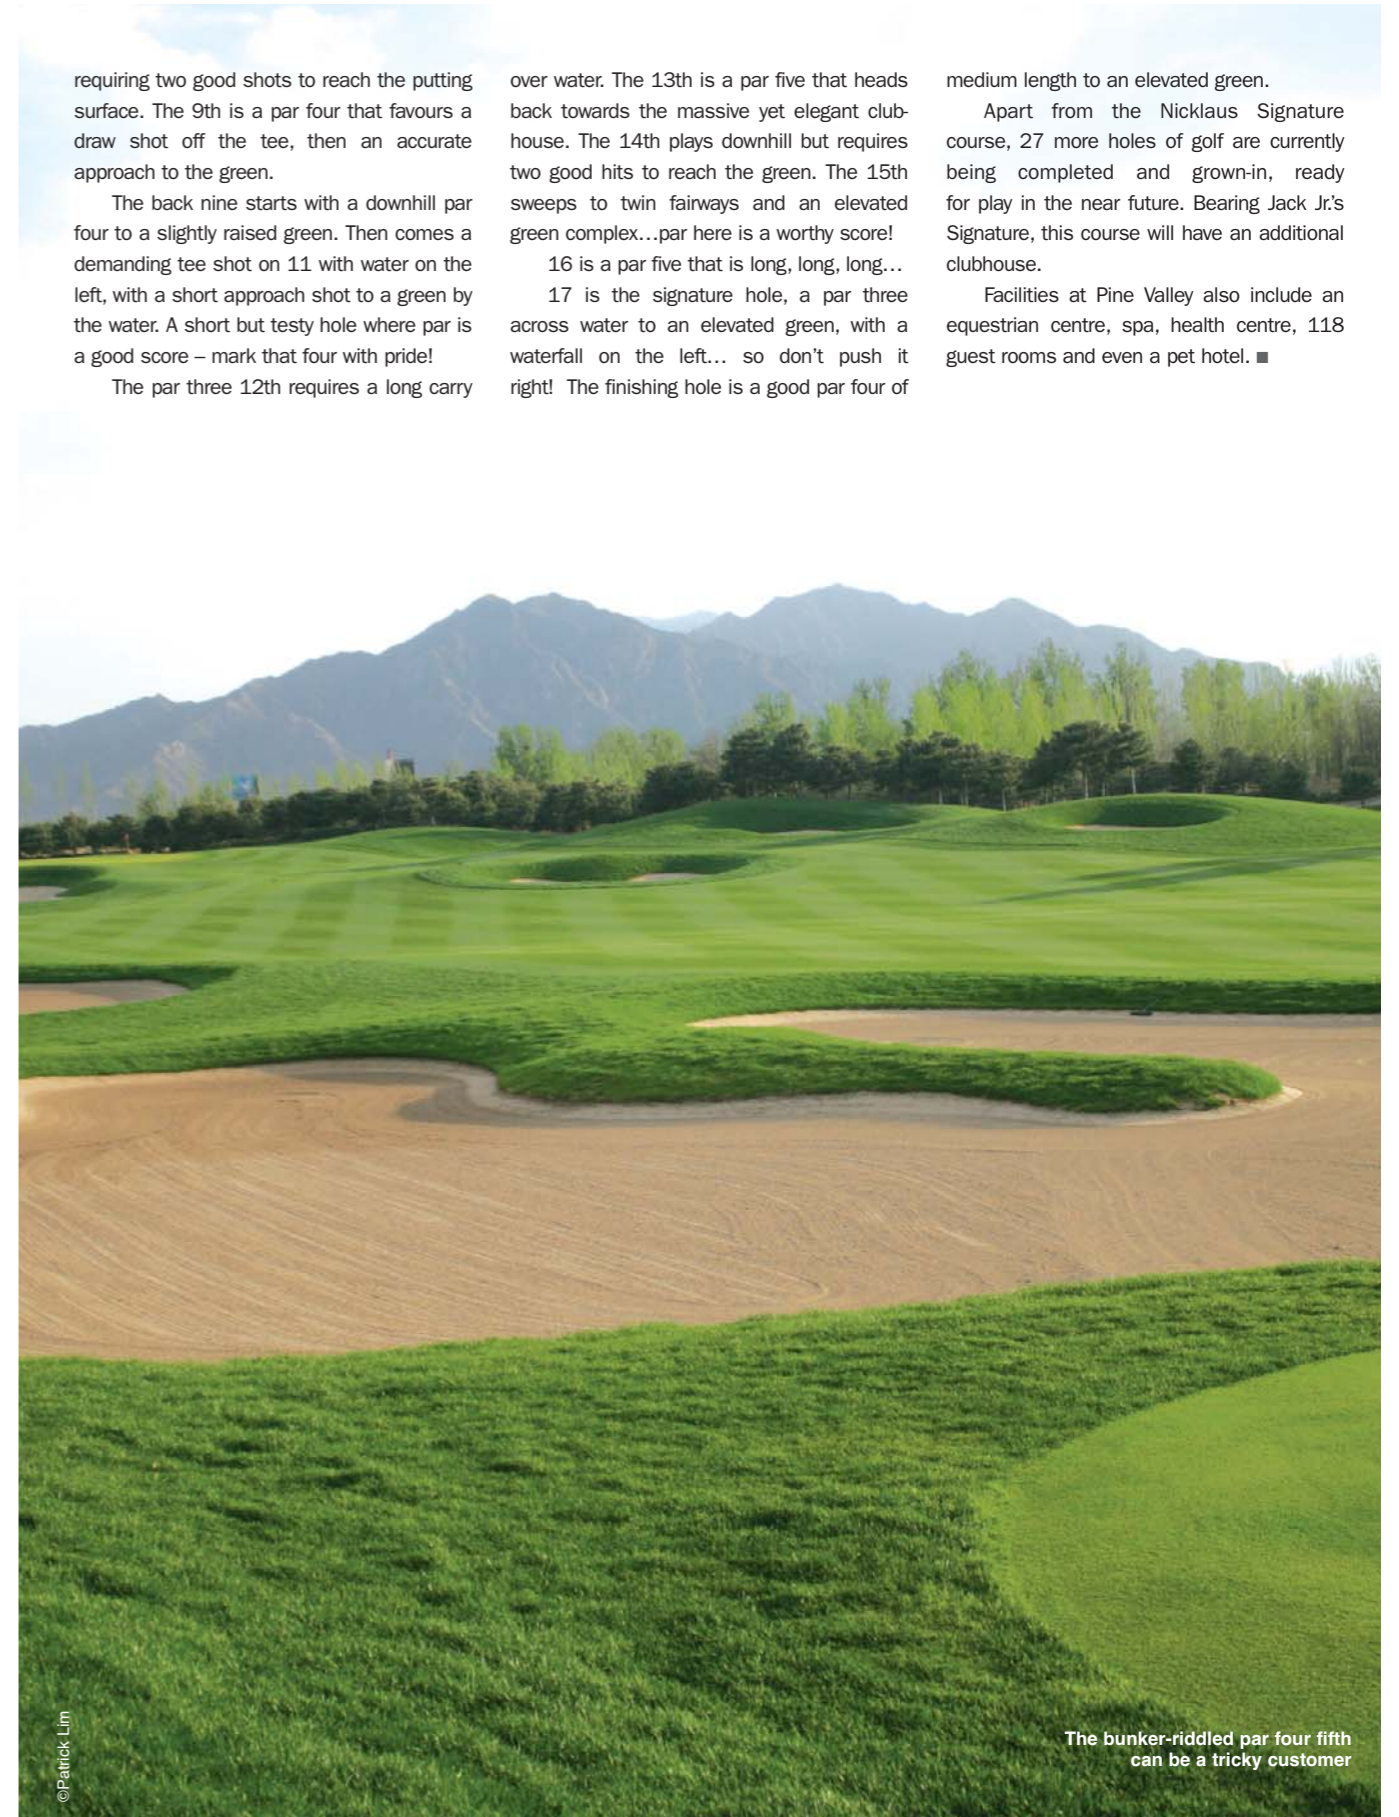 requiring two good shots to reach the putting
surface. The 9th is a par four that favours a
draw shot off the tee, then an accurate
approach to the green.
The back nine starts with a downhill par
four to a slightly raised green. Then comes a
demanding tee shot on 11 with water on the
left, with a short approach shot to a green by
the water. A short but testy hole where par is
a good score – mark that four with pride!
The par three 12th requires a long carry
over water. The 13th is a par five that heads
back towards the massive yet elegant club-
house. The 14th plays downhill but requires
two good hits to reach the green. The 15th
sweeps to twin fairways and an elevated
green complex…par here is a worthy score!
16 is a par five that is long, long, long…
17 is the signature hole, a par three
across water to an elevated green, with a
waterfall on the left… so don't push it
right! The finishing hole is a good par four of
medium length to an elevated green.
Apart from the Nicklaus Signature
course, 27 more holes of golf are currently
being completed and grown-in, ready
for play in the near future. Bearing Jack Jr.'s
Signature, this course will have an additional
clubhouse.
Facilities at Pine Valley also include an
equestrian centre, spa, health centre, 118
guest rooms and even a pet hotel. ■
©Patrick Lim
The bunker-riddled par four fifth
can be a tricky customer